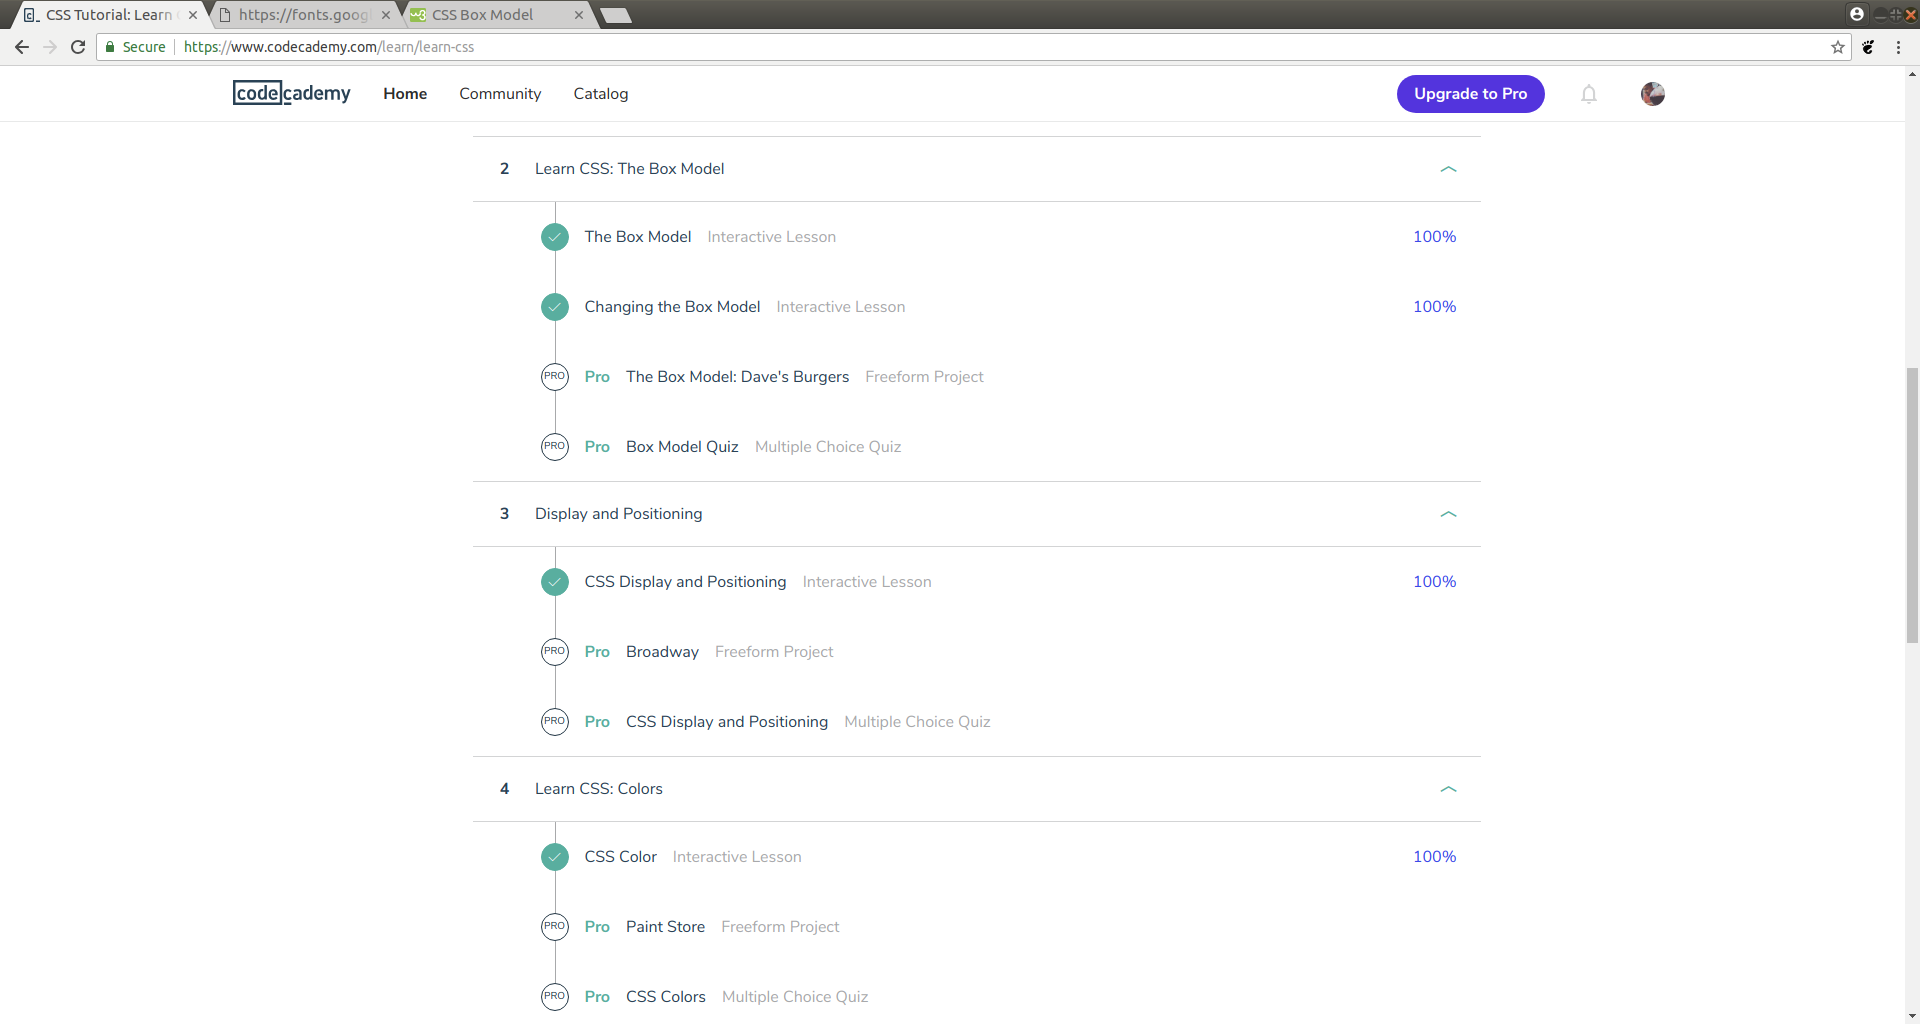 CSS Tutorial: Learn
https://fonts.goog
CSS Box Model
Secure
https://www.codecademy.com/learn/learn-css
codecademy
Home
Community
Catalog
Upgrade to Pro
2 Learn CSS: The Box Model
The Box Model Interactive Lesson 100%
Changing the Box Model Interactive Lesson 100%
PRO Pro The Box Model: Dave's Burgers Freeform Project
PRO Pro Box Model Quiz Multiple Choice Quiz
3 Display and Positioning
CSS Display and Positioning Interactive Lesson 100%
PRO Pro Broadway Freeform Project
PRO Pro CSS Display and Positioning Multiple Choice Quiz
4 Learn CSS: Colors
CSS Color Interactive Lesson 100%
PRO Pro Paint Store Freeform Project
PRO Pro CSS Colors Multiple Choice Quiz